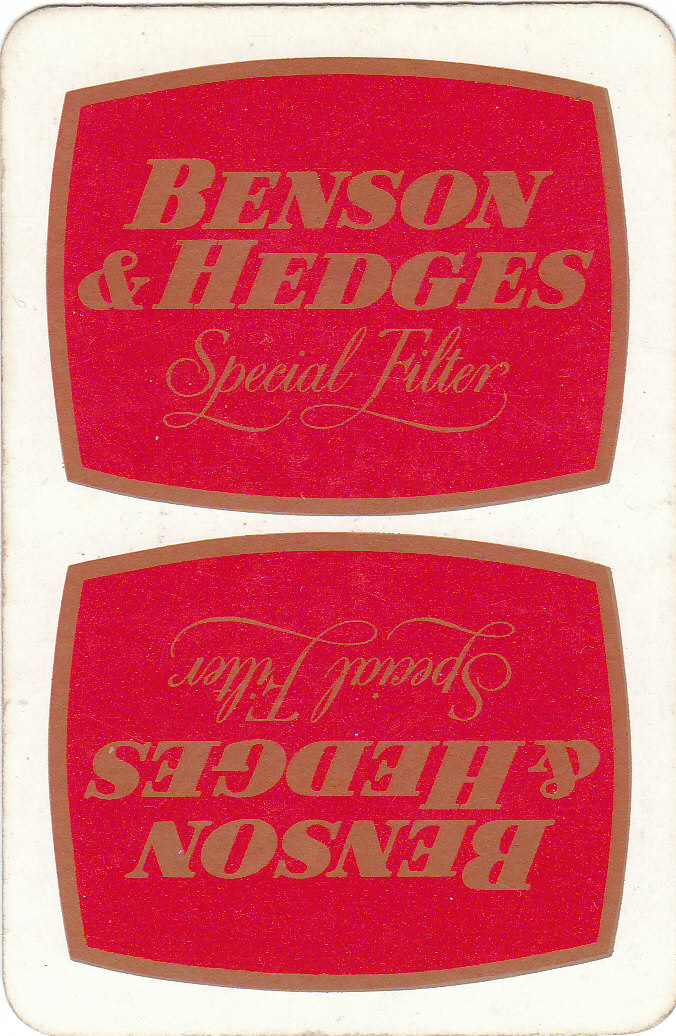 BENSON
& HEDGES
Special Filter
Special Filter
& HEDGES
BENSON